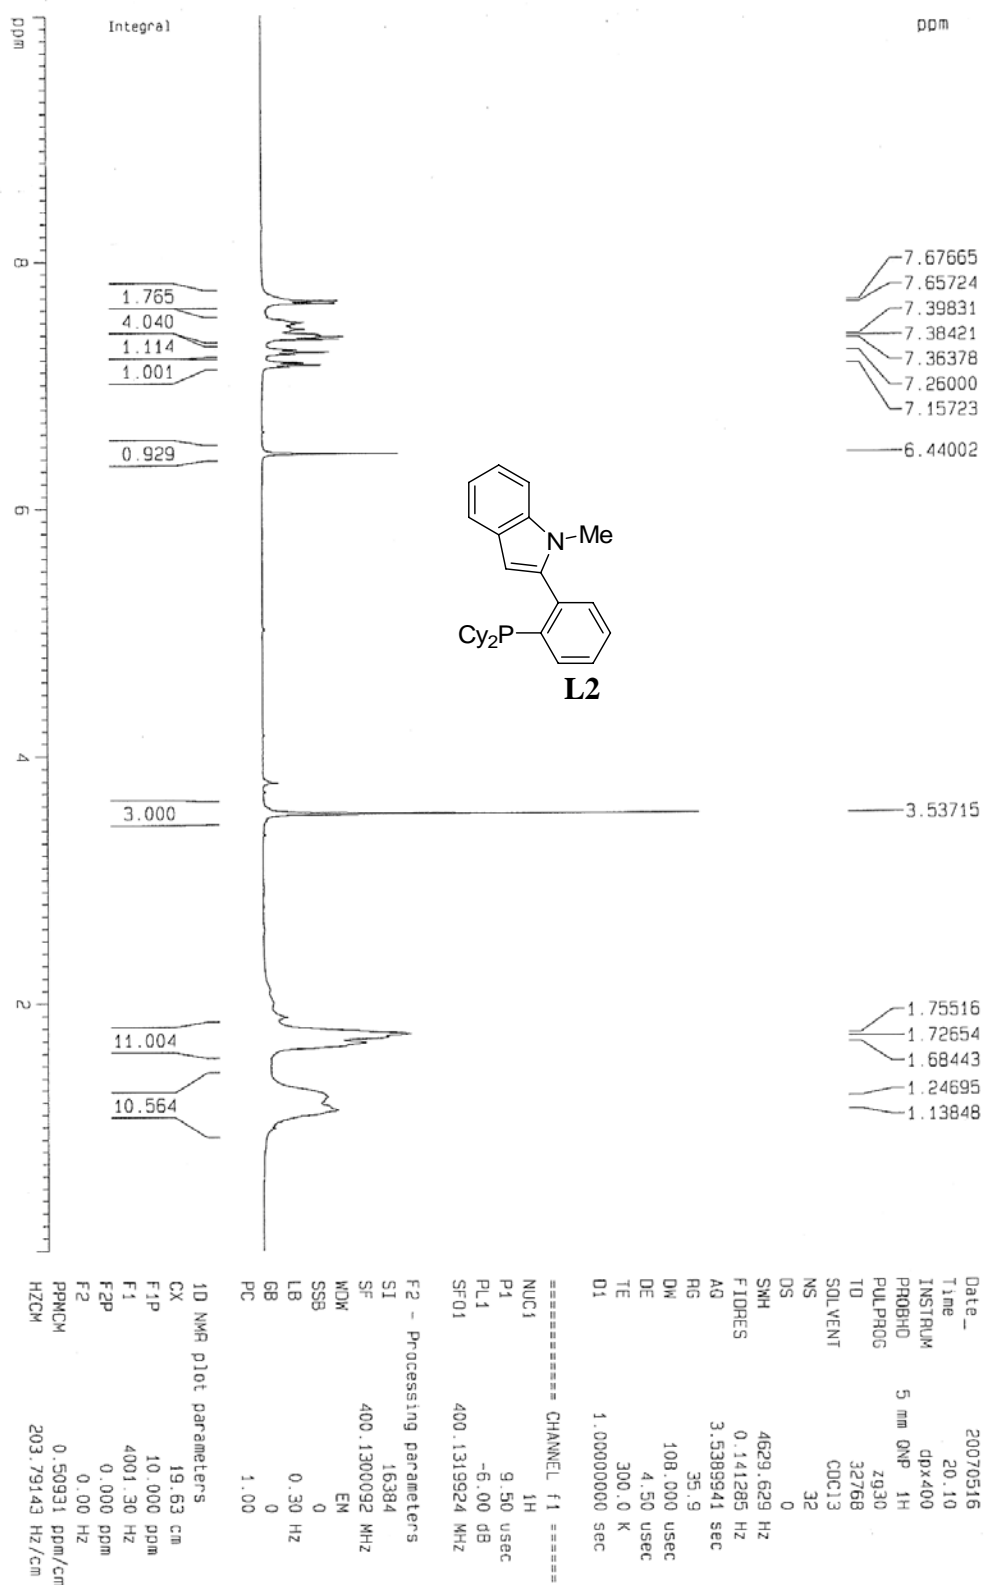 ppm
Integral
ppm
8
6
4
2
1.765
4.040
1.114
1.001
0.929
3.000
11.004
10.564
7.67665
7.65724
7.39831
7.38421
7.36378
7.26000
7.15723
6.44002
3.53715
1.75516
1.72654
1.68443
1.24695
1.13848
N-Me
Cy2P
L2
Date_ 20070516
Time 20.10
INSTRUM dpx400
PROBHD 5 mm QNP 1H
PULPROG zg30
TD 32768
SOLVENT CDCl3
NS 32
DS 0
SWH 4629.629 Hz
FIDRES 0.141285 Hz
AQ 3.5389941 sec
RG 35.9
DW 108.000 usec
DE 4.50 usec
TE 300.0 K
D1 1.00000000 sec
========== CHANNEL f1 ======
NUC1 1H
P1 9.50 usec
PL1 -6.00 dB
SFO1 400.1319924 MHz
F2 - Processing parameters
SI 16384
SF 400.1300092 MHz
WDW EM
SSB 0
LB 0.30 Hz
GB 0
PC 1.00
1D NMR plot parameters
CX 19.63 cm
F1P 10.000 ppm
F1 4001.30 Hz
F2P 0.000 ppm
F2 0.00 Hz
PPMCM 0.50931 ppm/cm
HZCM 203.79143 Hz/cm